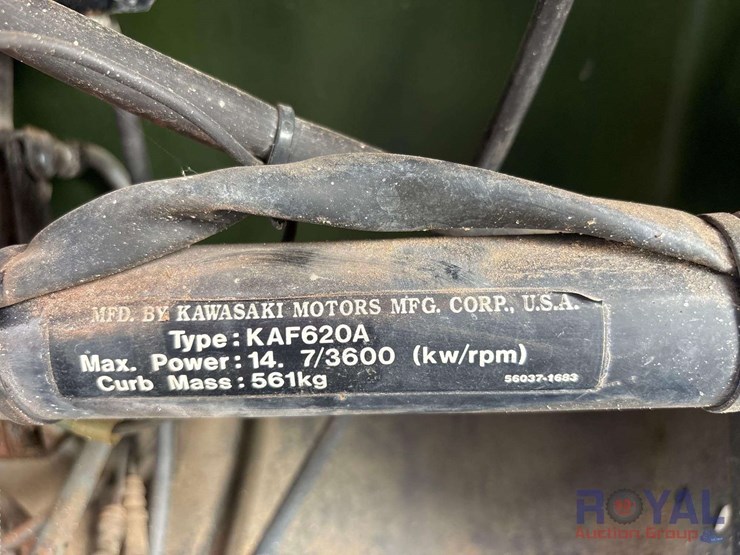 MFD. BY KAWASAKI MOTORS MFG. CORP., U.S.A.
Type : KAF620A
Max. Power : 14. 7/3600 (kw/rpm)
Curb Mass : 561kg
56037-1683
ROYAL
Auction Group